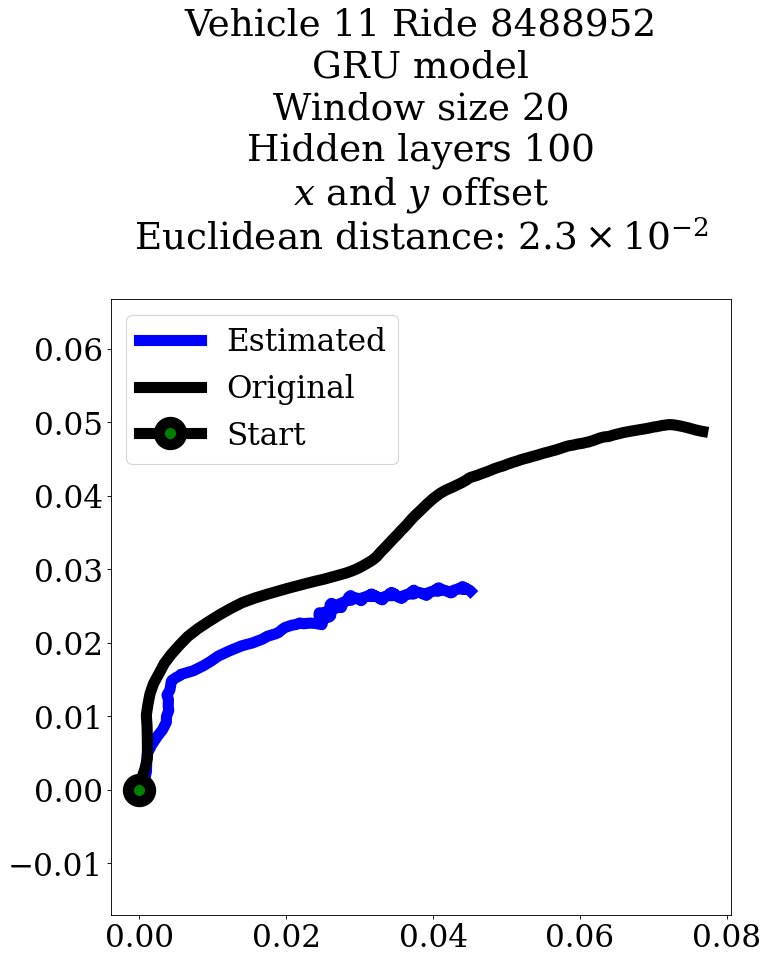 Vehicle 11 Ride 8488952
GRU model
Window size 20
Hidden layers 100
x and y offset
Euclidean distance: 2.3 × 10⁻²
Estimated
Original
Start
0.06
0.05
0.04
0.03
0.02
0.01
0.00
−0.01
0.00 0.02 0.04 0.06 0.08